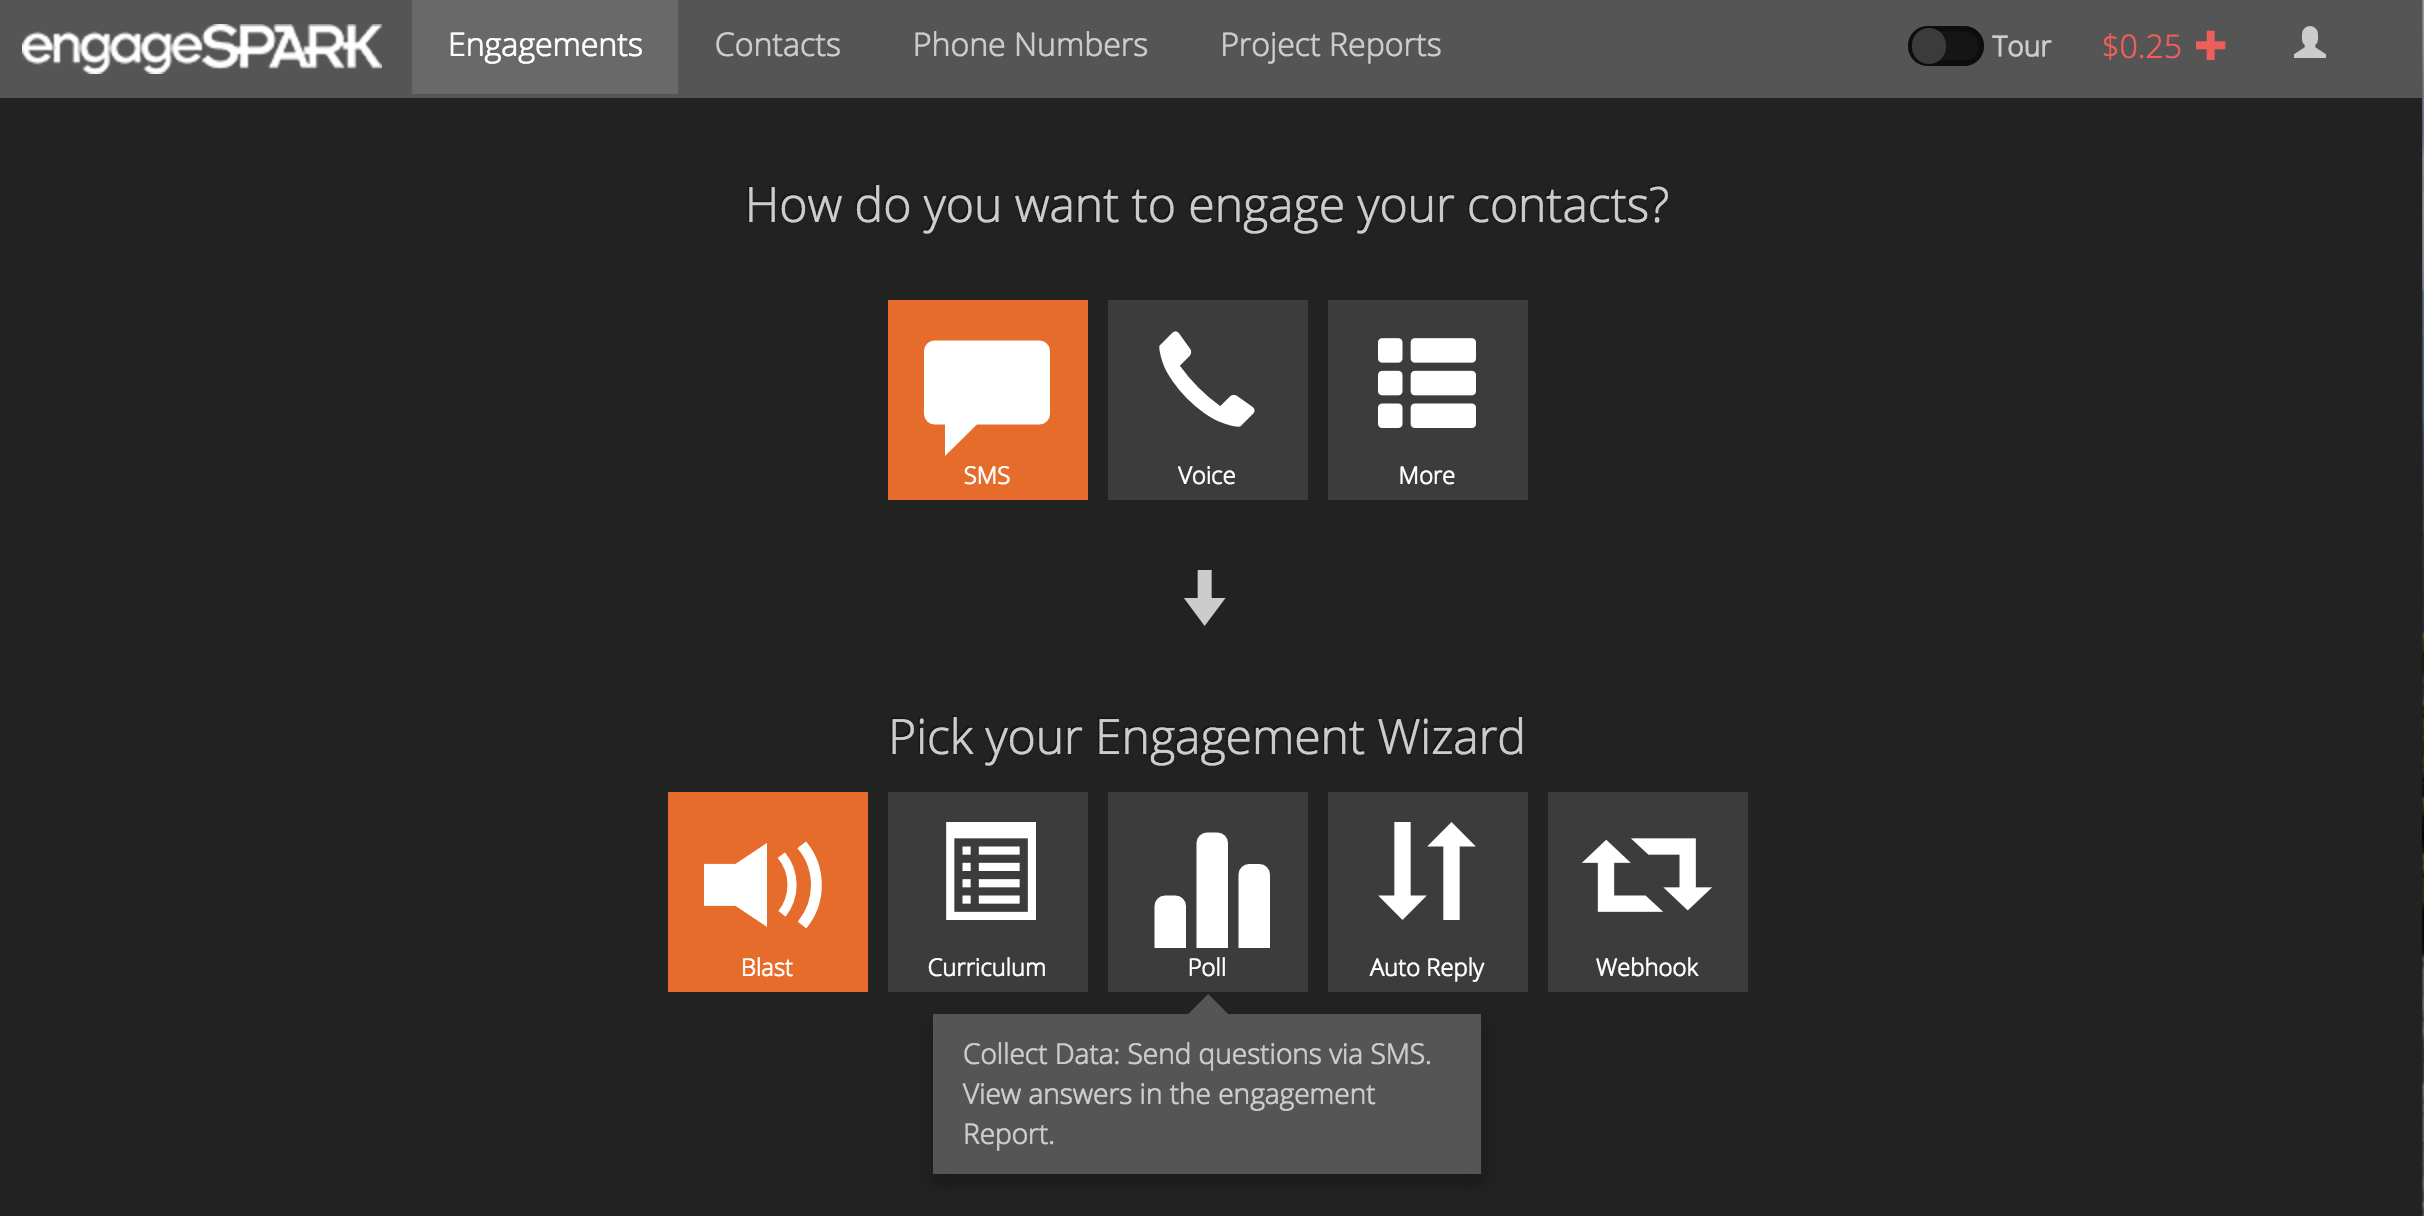 engageSPARK
Engagements
Contacts
Phone Numbers
Project Reports
Tour
$0.25
How do you want to engage your contacts?
SMS
Voice
More
Pick your Engagement Wizard
Blast
Curriculum
Poll
Auto Reply
Webhook
Collect Data: Send questions via SMS.
View answers in the engagement
Report.